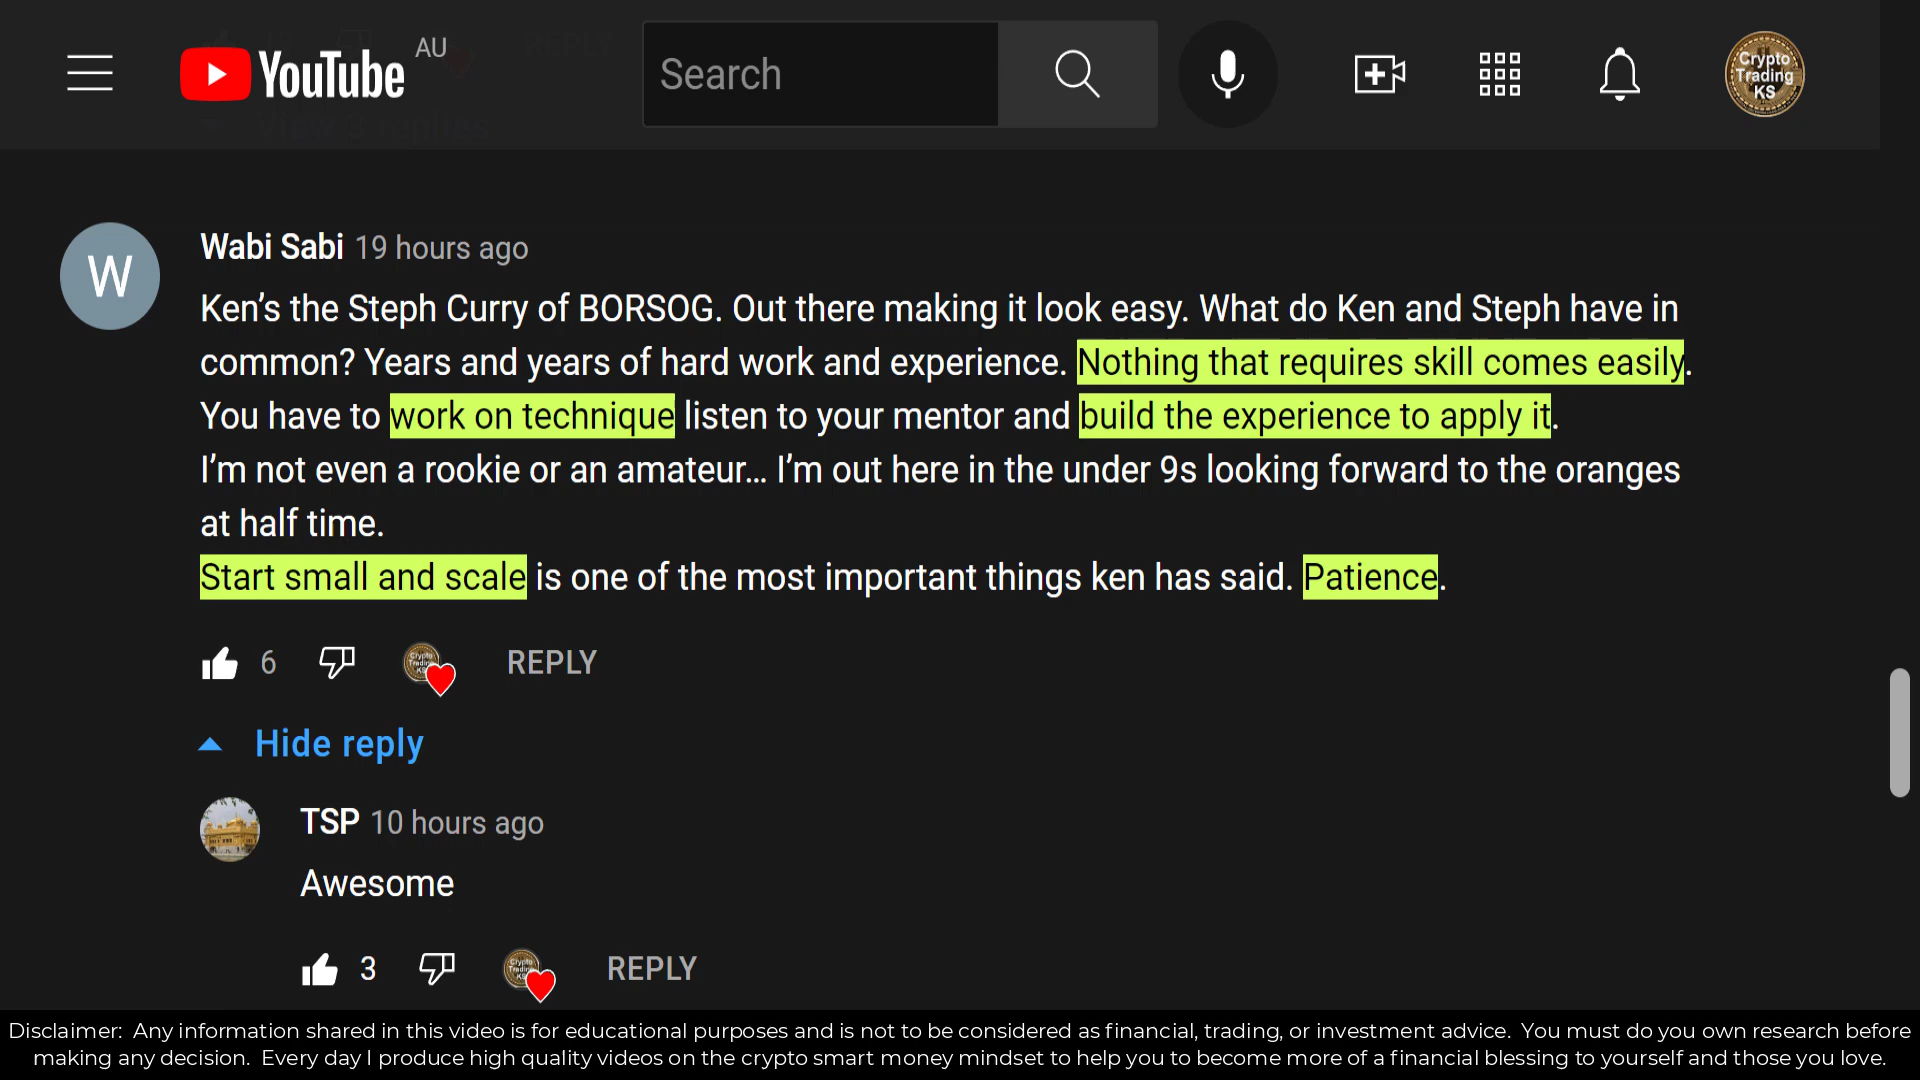 YouTube AU
Search
Crypto
Trading
KS
View 3 replies
W
Wabi Sabi 19 hours ago
Ken’s the Steph Curry of BORSOG. Out there making it look easy. What do Ken and Steph have in
common? Years and years of hard work and experience. Nothing that requires skill comes easily.
You have to work on technique listen to your mentor and build the experience to apply it.
I’m not even a rookie or an amateur… I’m out here in the under 9s looking forward to the oranges
at half time.
Start small and scale is one of the most important things ken has said. Patience.
6 REPLY
Hide reply
TSP 10 hours ago
Awesome
3 REPLY
Disclaimer: Any information shared in this video is for educational purposes and is not to be considered as financial, trading, or investment advice. You must do you own research before
making any decision. Every day I produce high quality videos on the crypto smart money mindset to help you to become more of a financial blessing to yourself and those you love.